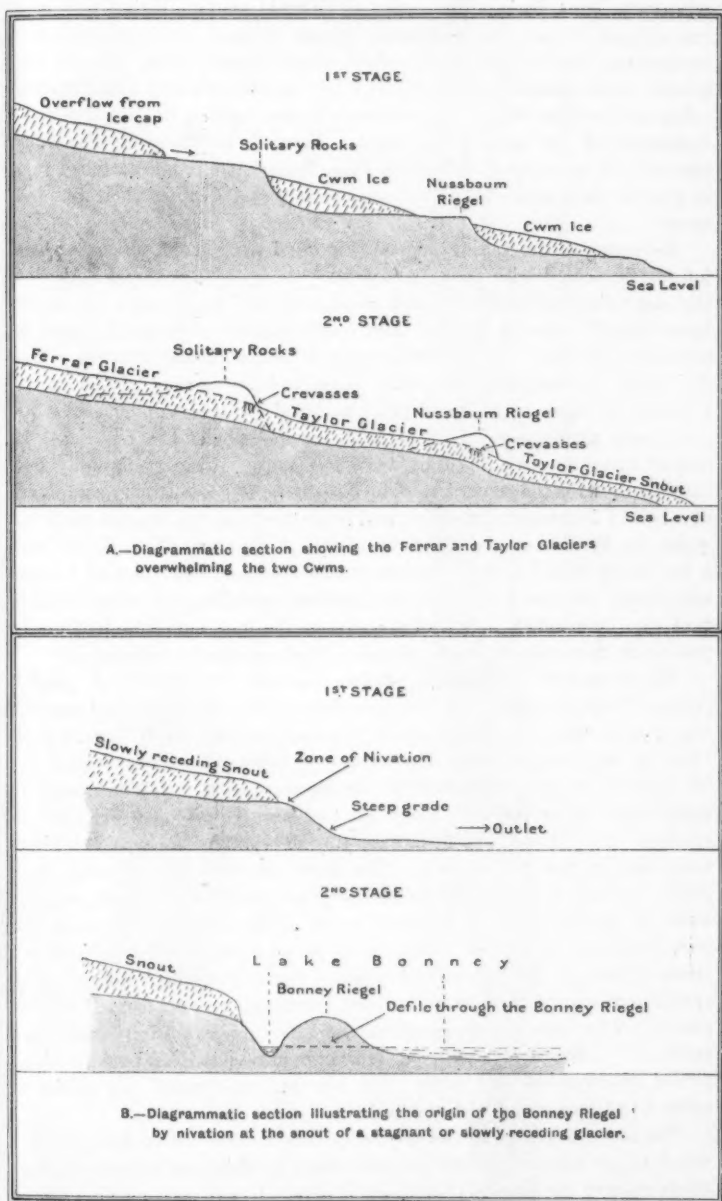 1ST STAGE
Overflow from
Ice cap
Solitary Rocks
Cwm Ice
Nussbaum
Riegel
Cwm Ice
Sea Level
2ND STAGE
Solitary Rocks
Ferrar Glacier
Crevasses
Taylor Glacier
Nussbaum Riegel
Crevasses
Taylor Glacier Snout
Sea Level
A.—Diagrammatic section showing the Ferrar and Taylor Glaciers
overwhelming the two Cwms.
1ST STAGE
Slowly receding Snout
Zone of Nivation
Steep grade
Outlet
2ND STAGE
Lake Bonney
Snout
Bonney Riegel
Defile through the Bonney Riegel
B.—Diagrammatic section illustrating the origin of the Bonney Riegel
by nivation at the snout of a stagnant or slowly-receding glacier.